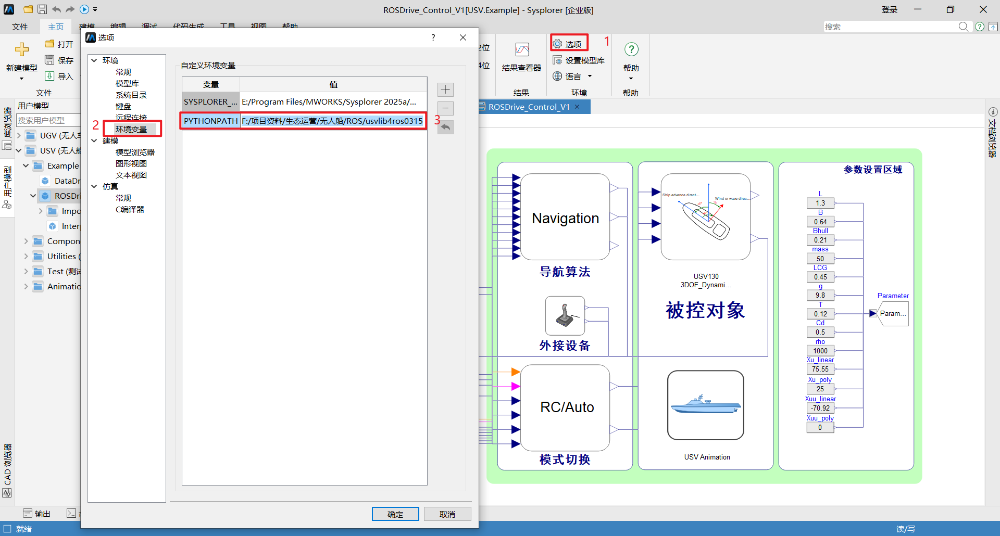 ROSDrive_Control_V1[USV.Example] - Sysplorer [企业版]
登录
文件
主页
建模
编辑
调试
代码生成
工具
视图
帮助
搜索
新建模型
打开
保存
导入
文件
2位
4位
结果查看器
结果
选项
1
设置模型库
语言
环境
帮助
帮助
库浏览器
用户模型
CAD 浏览器
用户模型
搜索用户模型
UGV (无人车
USV (无人船
Example
DataDr
ROSDri
Impo
Inter
Compon
Utilities (
Test (测试
Animatio
选项
?
环境
常规
模型库
系统目录
键盘
远程连接
2
环境变量
建模
模型浏览器
图形视图
文本视图
仿真
常规
C编译器
自定义环境变量
变量
值
SYSPLORER_...
E:/Program Files/MWORKS/Sysplorer 2025a/...
PYTHONPATH
F:/项目资料/生态运营/无人船/ROS/usvlib4ros0315
3
确定
取消
ROSDrive_Control_V1
文档浏览器
Navigation
导航算法
外接设备
RC/Auto
模式切换
Ship advance direct...
Wind or wave direc...
USV130
3DOF_Dynami...
被控对象
USV Animation
参数设置区域
L
1.3
B
0.64
Bhull
0.21
mass
50
LCG
0.45
g
9.8
T
0.12
Cd
0.5
rho
1000
Xu_linear
75.55
Xu_poly
25
Xuu_linear
-70.92
Xuu_poly
0
Parameter
Param...
输出
就绪
读/写